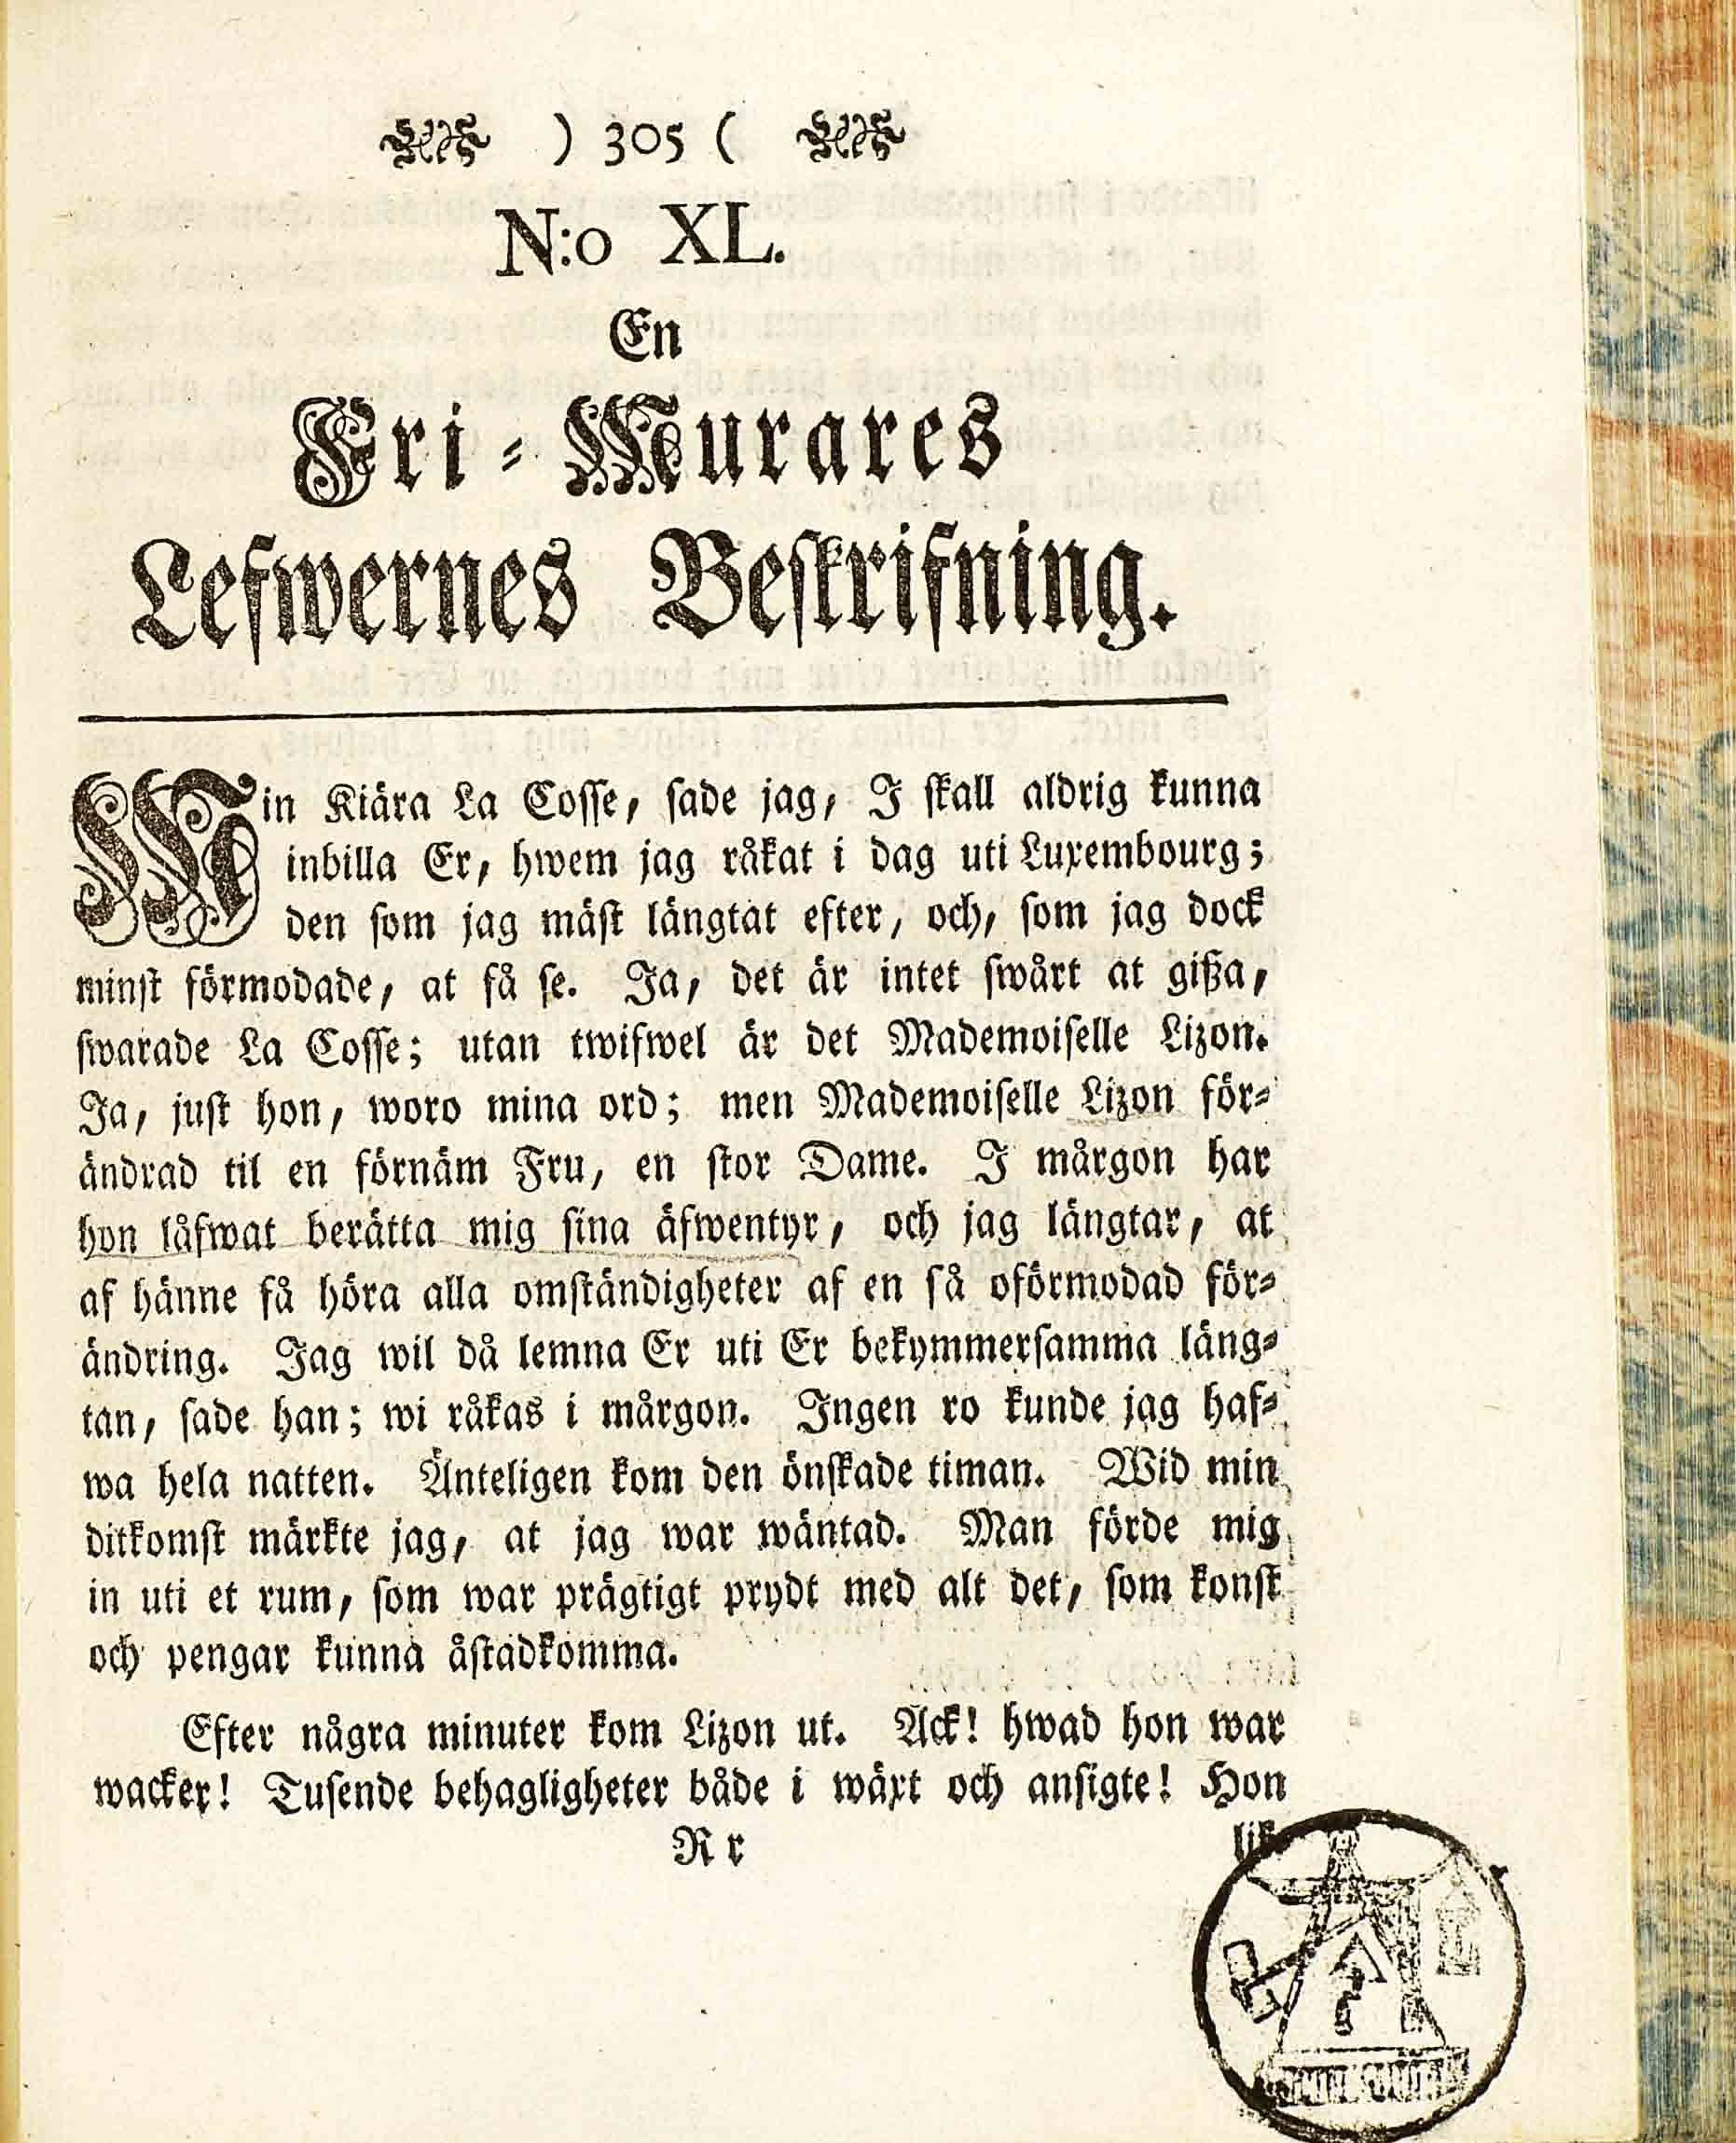 ) 305 (
N:o XL.
En
Fri-Murares
Lefwernes Beskrifning.
Min Kiära La Cosse, sade jag, I skall aldrig kunna
inbilla Er, hwem jag råkat i dag uti Luxembourg;
den som jag mäst längtat efter, och, som jag dock
minst förmodade, at få se. Ja, det är intet swårt at gißa,
swarade La Cosse; utan twifwel är det Mademoiselle Lizon.
Ja, just hon, woro mina ord; men Mademoiselle Lizon för-
ändrad til en förnäm Fru, en stor Dame. I mårgon har
hon låfwat berätta mig sina äfwentyr, och jag längtar, at
af hänne få höra alla omständigheter af en så oförmodad för-
ändring. Jag wil då lemna Er uti Er bekymmersamma läng-
tan, sade han; wi råkas i mårgon. Ingen ro kunde jag haf-
wa hela natten. Änteligen kom den önskade timan. Wid min
ditkomst märkte jag, at jag war wäntad. Man förde mig
in uti et rum, som war prägtigt prydt med alt det, som konst
och pengar kunna åstadkomma.
Efter några minuter kom Lizon ut. Ack! hwad hon war
wacker! Tusende behagligheter både i wäxt och ansigte! Hon
R r
lik